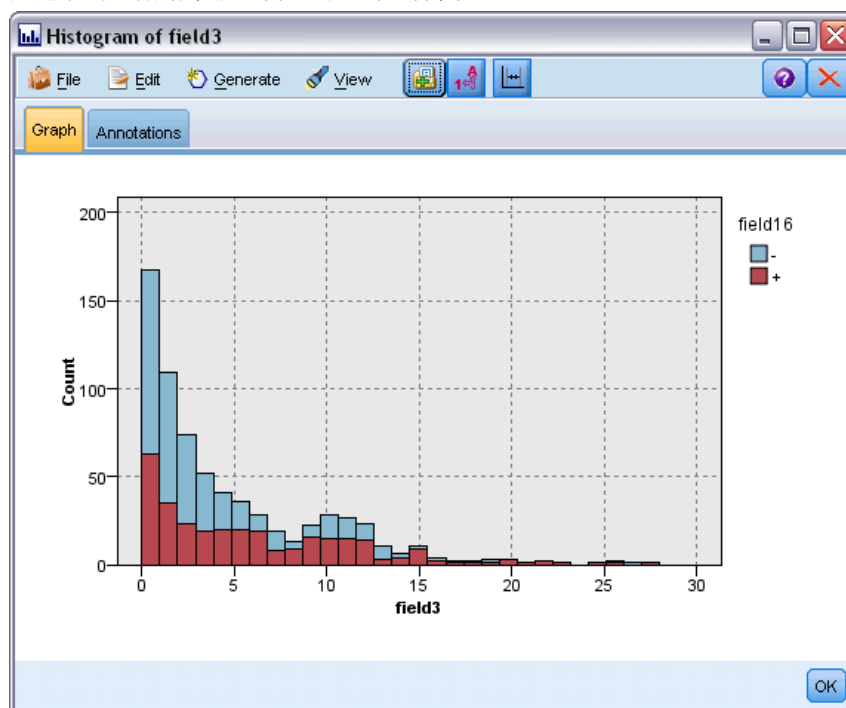 Histogram of field3
File Edit Generate View
Graph Annotations
200
150
100
50
0
Count
0 5 10 15 20 25 30
field3
field16
-
+
OK